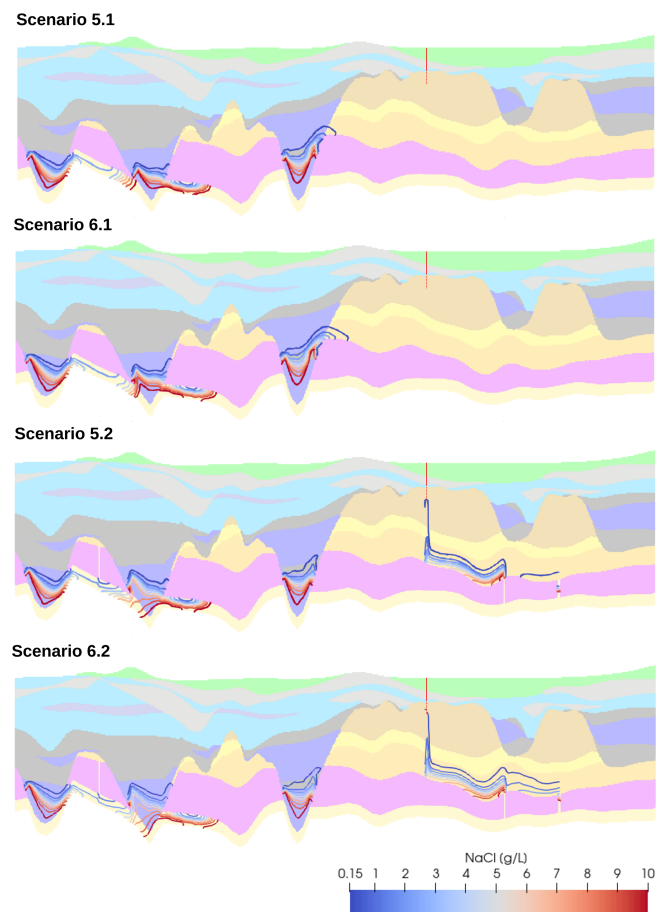 Scenario 5.1
Scenario 6.1
Scenario 5.2
Scenario 6.2
NaCl (g/L)
0.15 1 2 3 4 5 6 7 8 9 10